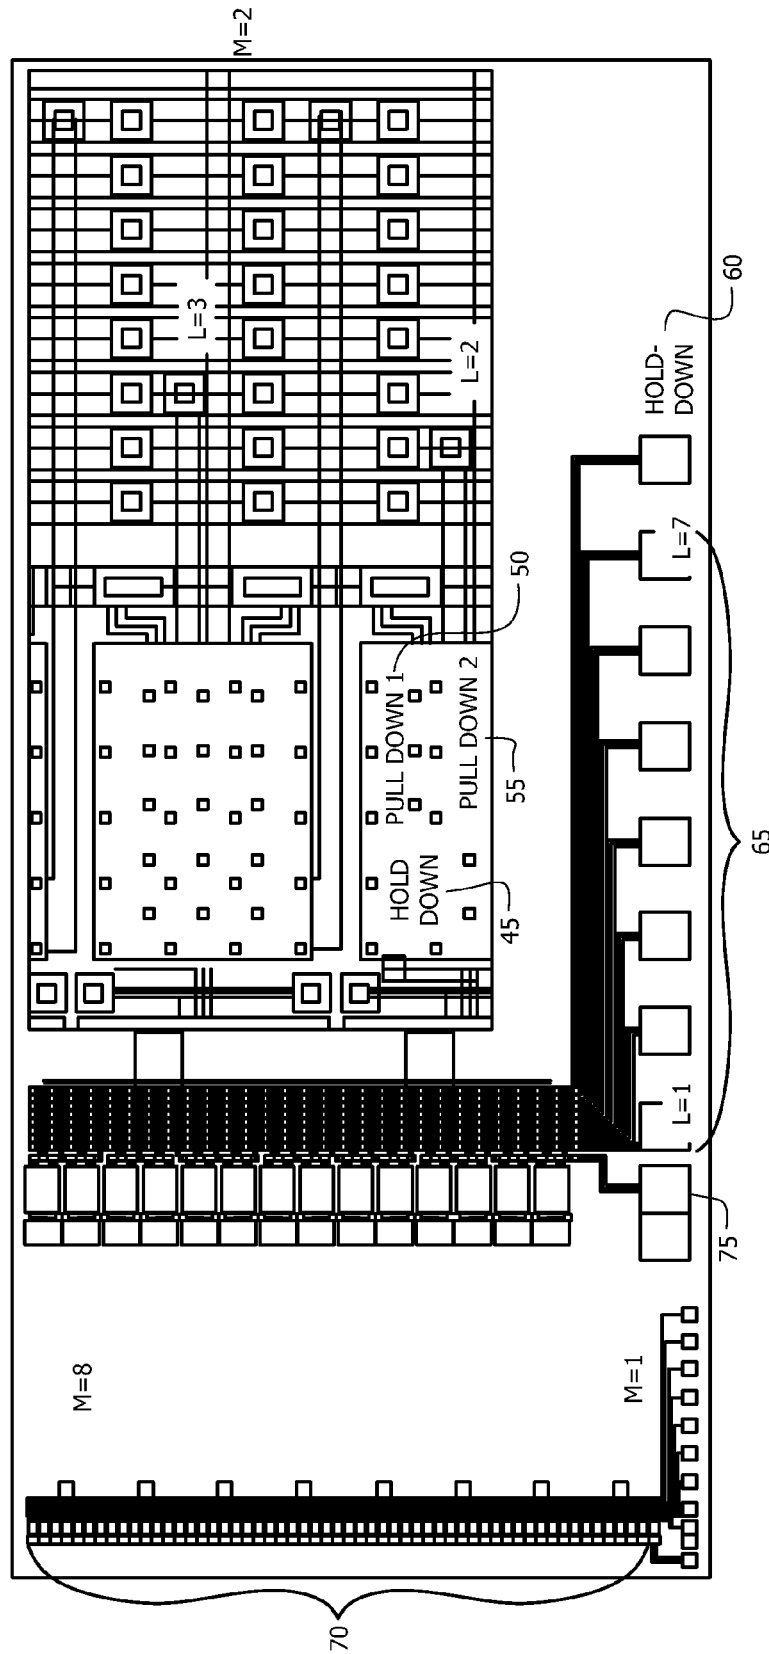 M=2
L=3
L=2
60
HOLD-
DOWN
L=7
50
PULL DOWN 1
PULL DOWN 2
55
HOLD
DOWN
45
65
L=1
75
M=8
M=1
70